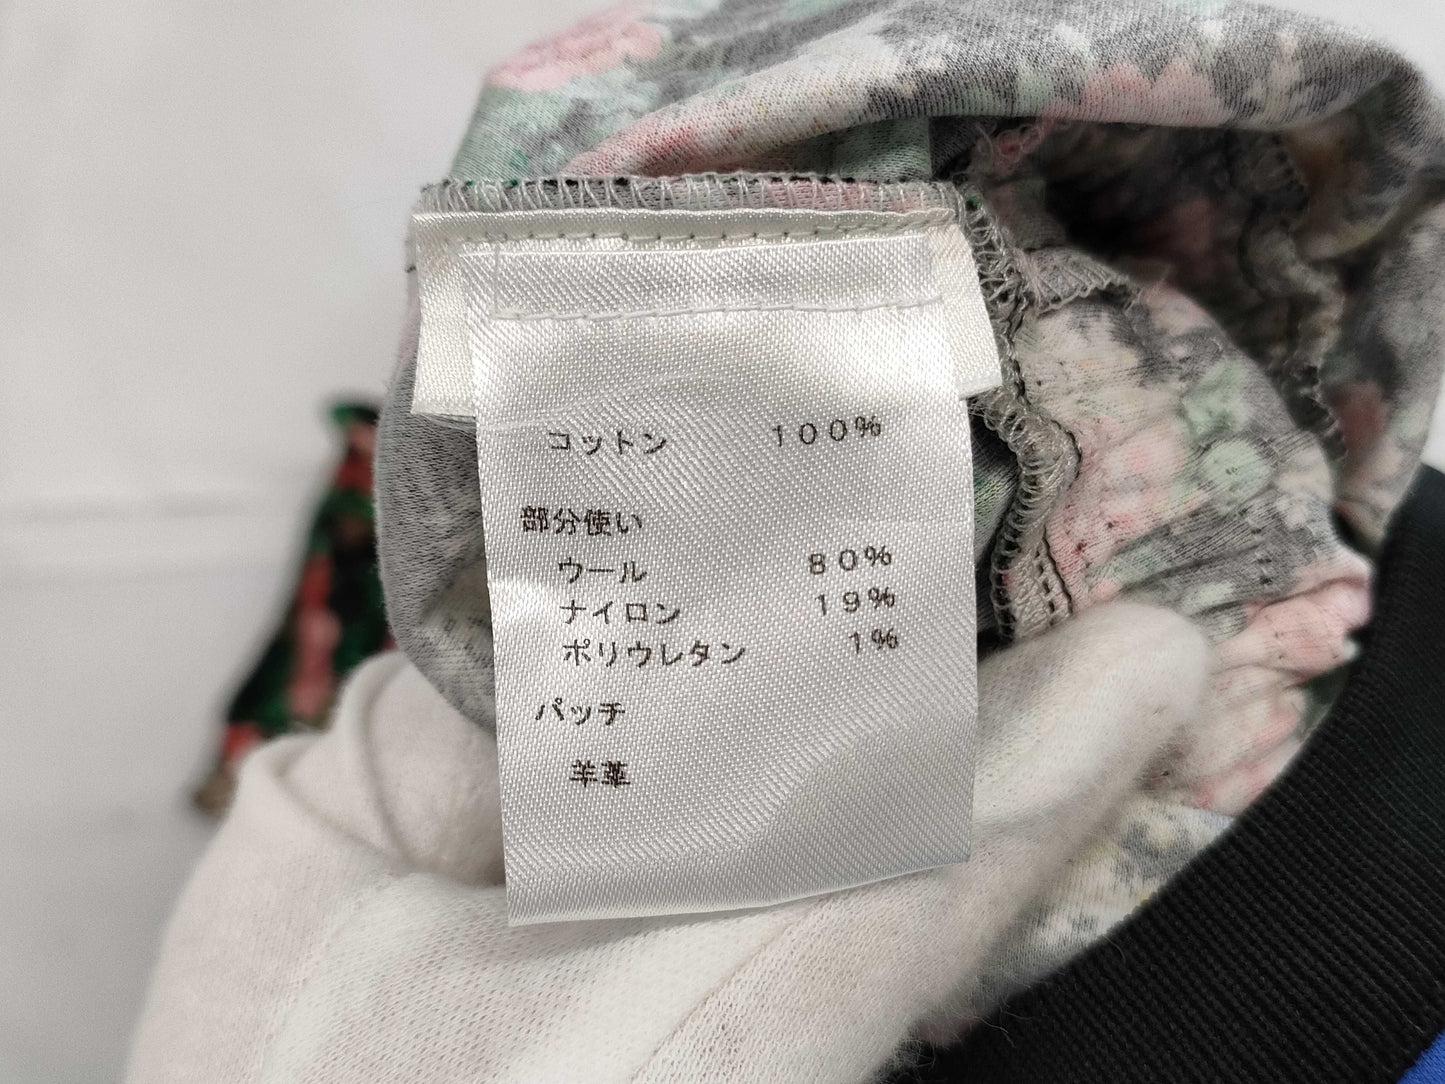 コットン 100%
部分使い
ウール 80%
ナイロン 19%
ポリウレタン 1%
パッチ
羊革